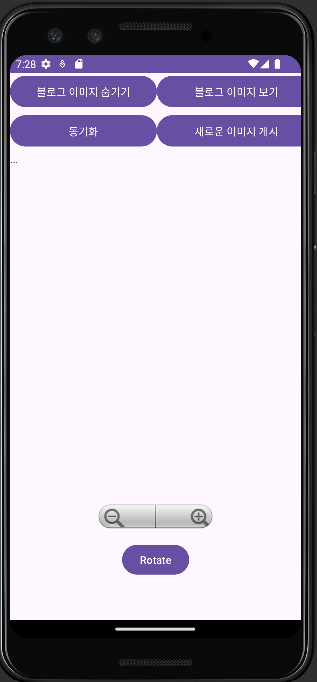 7:28
블로그 이미지 숨기기
블로그 이미지 보기
동기화
새로운 이미지 게시
...
Rotate